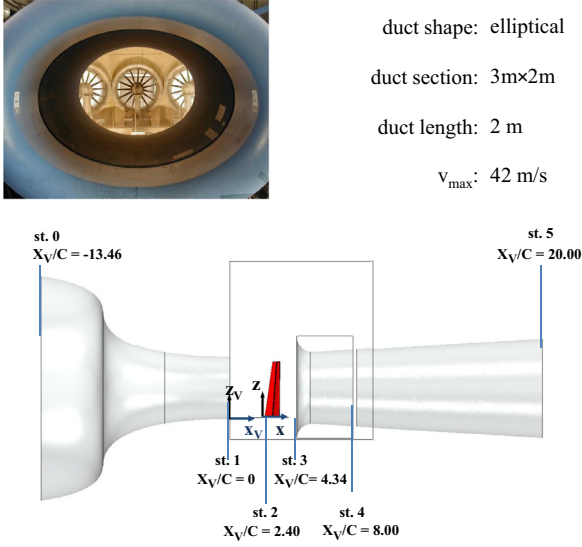 duct shape: elliptical
duct section: 3m×2m
duct length: 2 m
vmax: 42 m/s
st. 0
XV/C = -13.46
st. 5
XV/C = 20.00
zV
z
xV
x
st. 1
XV/C = 0
st. 3
XV/C= 4.34
st. 2
XV/C = 2.40
st. 4
XV/C = 8.00